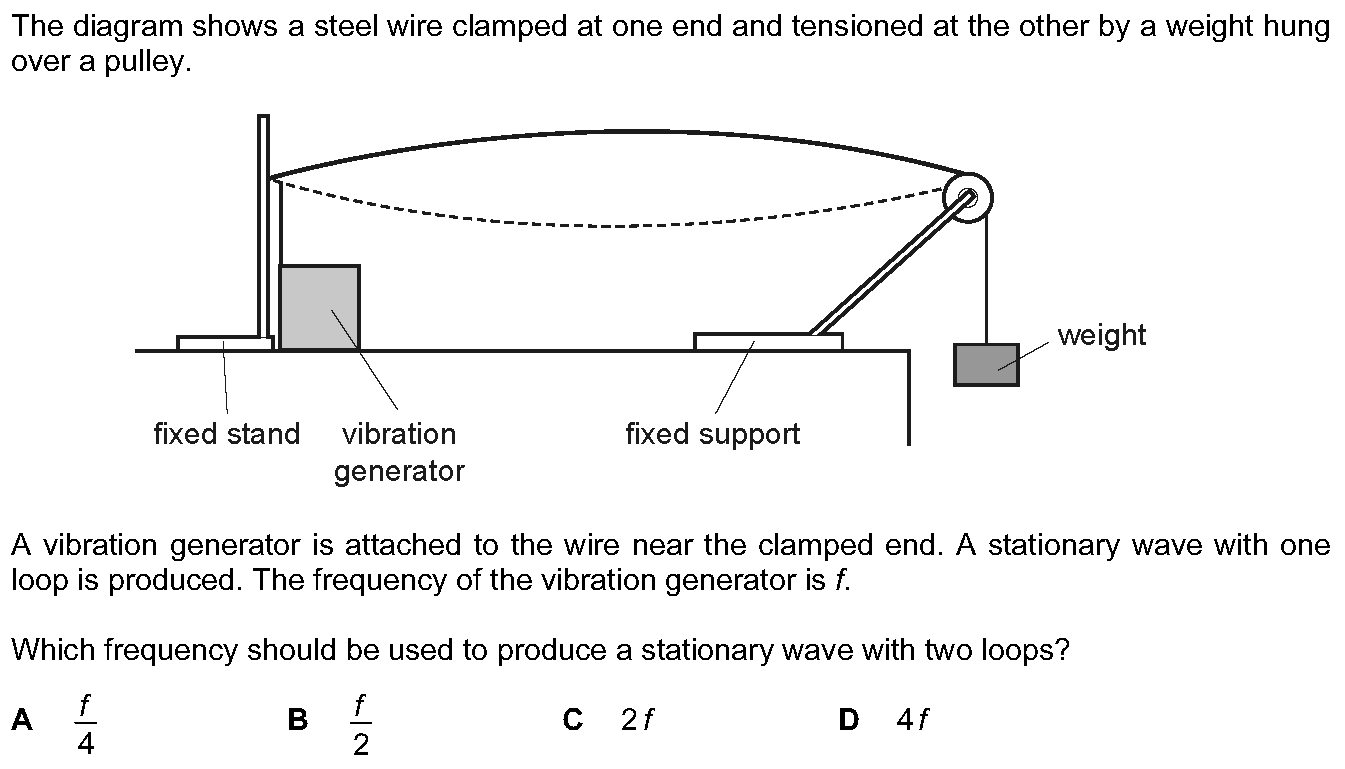 The diagram shows a steel wire clamped at one end and tensioned at the other by a weight hung
over a pulley.
weight
fixed stand
vibration
generator
fixed support
A vibration generator is attached to the wire near the clamped end. A stationary wave with one
loop is produced. The frequency of the vibration generator is f.
Which frequency should be used to produce a stationary wave with two loops?
A f/4 B f/2 C 2f D 4f